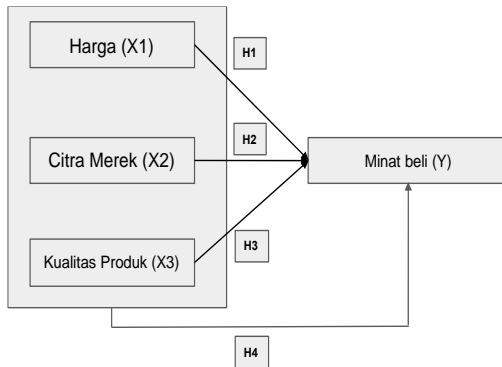 Harga (X1)
H1
H2
Citra Merek (X2)
Minat beli (Y)
Kualitas Produk (X3)
H3
H4